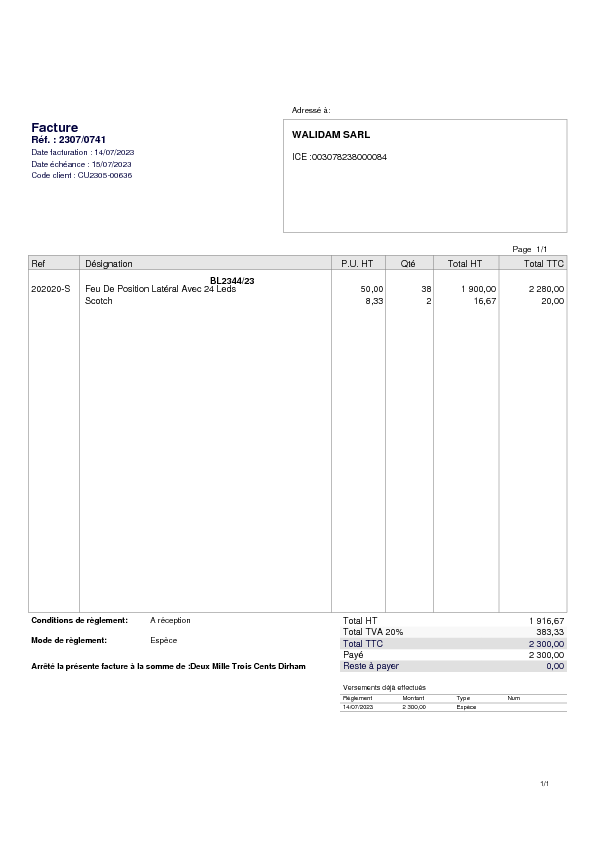 Adressé à:
Facture
Réf. : 2307/0741
Date facturation : 14/07/2023
Date échéance : 15/07/2023
Code client : CU2305-00636
WALIDAM SARL
ICE :003078238000084
Page 1/1
Ref Désignation P.U. HT Qté Total HT Total TTC
BL2344/23
202020-S Feu De Position Latéral Avec 24 Leds 50,00 38 1 900,00 2 280,00
Scotch 8,33 2 16,67 20,00
Conditions de règlement: A réception
Mode de règlement: Espèce
Arrêté la présente facture à la somme de :Deux Mille Trois Cents Dirham
Total HT 1 916,67
Total TVA 20% 383,33
Total TTC 2 300,00
Payé 2 300,00
Reste à payer 0,00
Versements déjà effectués
Règlement Montant Type Num
14/07/2023 2 300,00 Espèce
1/1